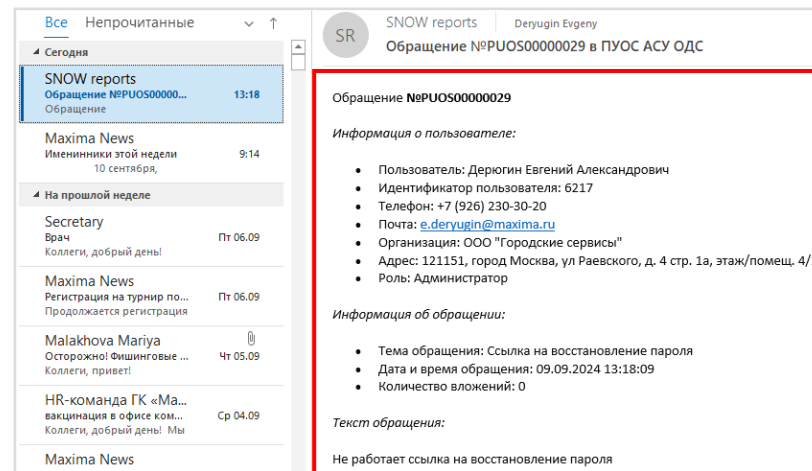 Все Непрочитанные
Сегодня
SNOW reports
Обращение №PUOS00000... 13:18
Обращение
Maxima News
Именинники этой недели 9:14
10 сентября,
На прошлой неделе
Secretary
Врач Пт 06.09
Коллеги, добрый день!
Maxima News
Регистрация на турнир по... Пт 06.09
Продолжается регистрация
Malakhova Mariya
Осторожно! Фишинговые ... Чт 05.09
Коллеги, привет!
HR-команда ГК «Ма...
вакцинация в офисе ком... Ср 04.09
Коллеги, добрый день! Мы
Maxima News
SR
SNOW reports Deryugin Evgeny
Обращение №PUOS00000029 в ПУОС АСУ ОДС
Обращение №PUOS00000029
Информация о пользователе:
• Пользователь: Дерюгин Евгений Александрович
• Идентификатор пользователя: 6217
• Телефон: +7 (926) 230-30-20
• Почта: e.deryugin@maxima.ru
• Организация: ООО "Городские сервисы"
• Адрес: 121151, город Москва, ул Раевского, д. 4 стр. 1а, этаж/помещ. 4/
• Роль: Администратор
Информация об обращении:
• Тема обращения: Ссылка на восстановление пароля
• Дата и время обращения: 09.09.2024 13:18:09
• Количество вложений: 0
Текст обращения:
Не работает ссылка на восстановление пароля